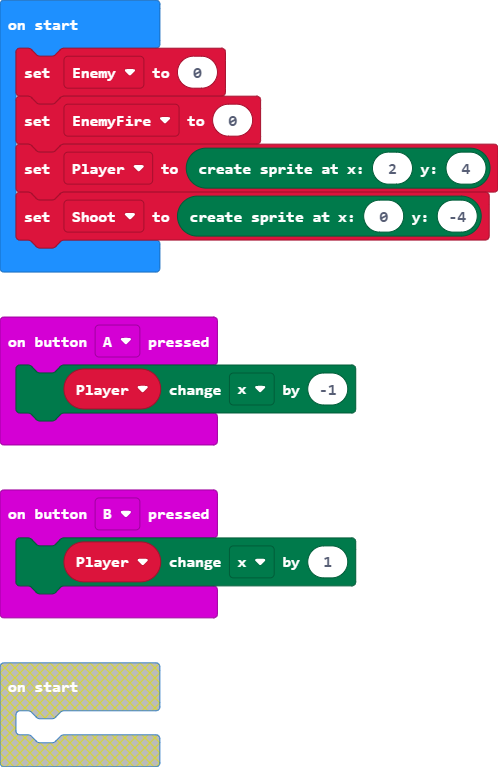 on start
set Enemy to 0
set EnemyFire to 0
set Player to create sprite at x: 2 y: 4
set Shoot to create sprite at x: 0 y: -4
on button A pressed
Player change x by -1
on button B pressed
Player change x by 1
on start